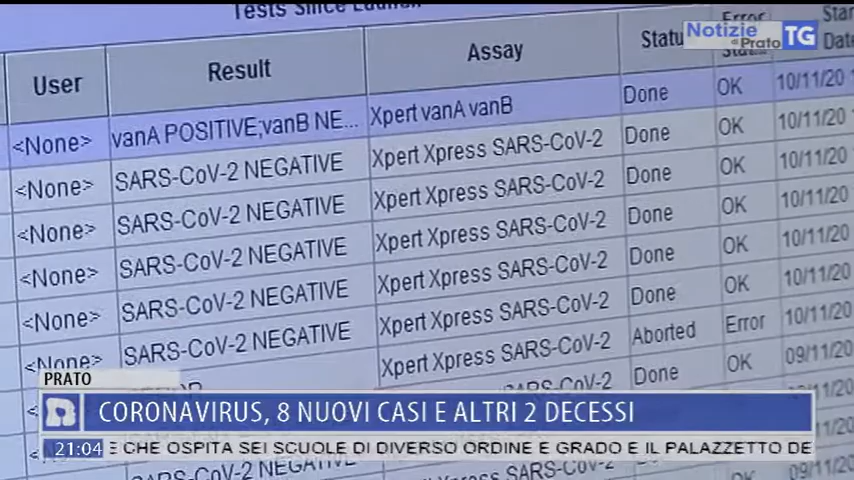 Tests Since Launch
User Result Assay Status Error Status Start Date
<None> vanA POSITIVE;vanB NE... Xpert vanA vanB Done OK 10/11/20
<None> SARS-CoV-2 NEGATIVE Xpert Xpress SARS-CoV-2 Done OK 10/11/20
<None> SARS-CoV-2 NEGATIVE Xpert Xpress SARS-CoV-2 Done OK 10/11/20
<None> SARS-CoV-2 NEGATIVE Xpert Xpress SARS-CoV-2 Done OK 10/11/20
<None> SARS-CoV-2 NEGATIVE Xpert Xpress SARS-CoV-2 Done OK 10/11/20
<None> SARS-CoV-2 NEGATIVE Xpert Xpress SARS-CoV-2 Done OK 10/11/20
<None> Xpert Xpress SARS-CoV-2 Aborted Error 10/11/20
Xpert Xpress SARS-CoV-2 Done OK 09/11/20
SARS-CoV-2 NEGATIVE Xpert Xpress SARS-CoV-2 OK 09/11/20
Notizie di Prato TG
PRATO
CORONAVIRUS, 8 NUOVI CASI E ALTRI 2 DECESSI
21:04 E CHE OSPITA SEI SCUOLE DI DIVERSO ORDINE E GRADO E IL PALAZZETTO DE